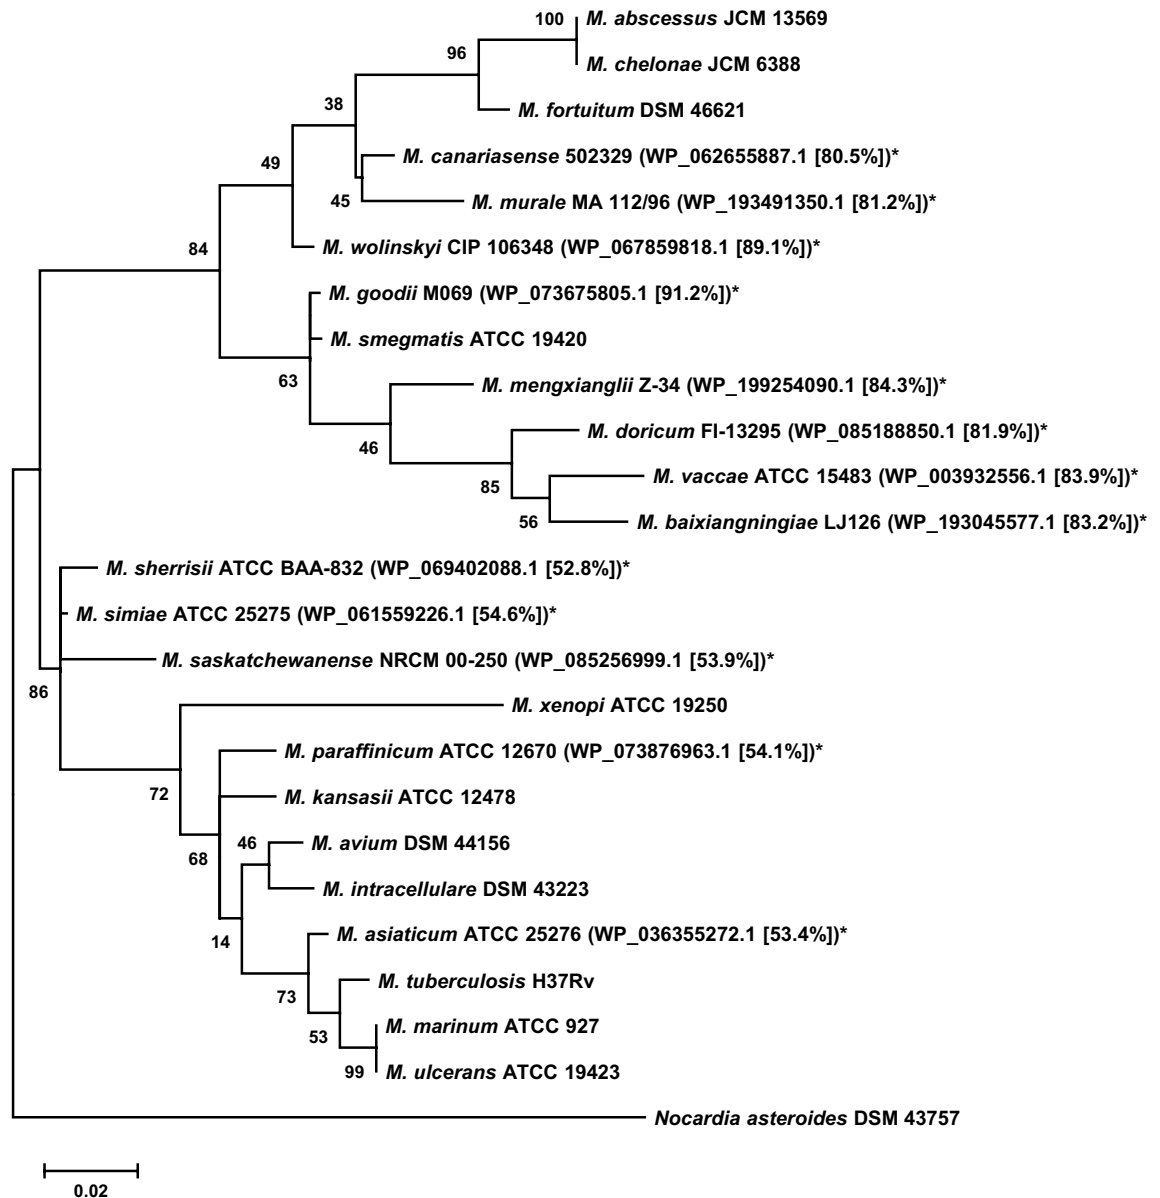 100
M. abscessus JCM 13569
96
M. chelonae JCM 6388
38
M. fortuitum DSM 46621
49
M. canariasense 502329 (WP_062655887.1 [80.5%])*
45
M. murale MA 112/96 (WP_193491350.1 [81.2%])*
84
M. wolinskyi CIP 106348 (WP_067859818.1 [89.1%])*
M. goodii M069 (WP_073675805.1 [91.2%])*
M. smegmatis ATCC 19420
63
M. mengxianglii Z-34 (WP_199254090.1 [84.3%])*
46
M. doricum FI-13295 (WP_085188850.1 [81.9%])*
85
M. vaccae ATCC 15483 (WP_003932556.1 [83.9%])*
56
M. baixiangningiae LJ126 (WP_193045577.1 [83.2%])*
M. sherrisii ATCC BAA-832 (WP_069402088.1 [52.8%])*
M. simiae ATCC 25275 (WP_061559226.1 [54.6%])*
M. saskatchewanense NRCM 00-250 (WP_085256999.1 [53.9%])*
86
M. xenopi ATCC 19250
M. paraffinicum ATCC 12670 (WP_073876963.1 [54.1%])*
72
M. kansasii ATCC 12478
46
M. avium DSM 44156
68
M. intracellulare DSM 43223
14
M. asiaticum ATCC 25276 (WP_036355272.1 [53.4%])*
73
M. tuberculosis H37Rv
53
M. marinum ATCC 927
99
M. ulcerans ATCC 19423
Nocardia asteroides DSM 43757
0.02